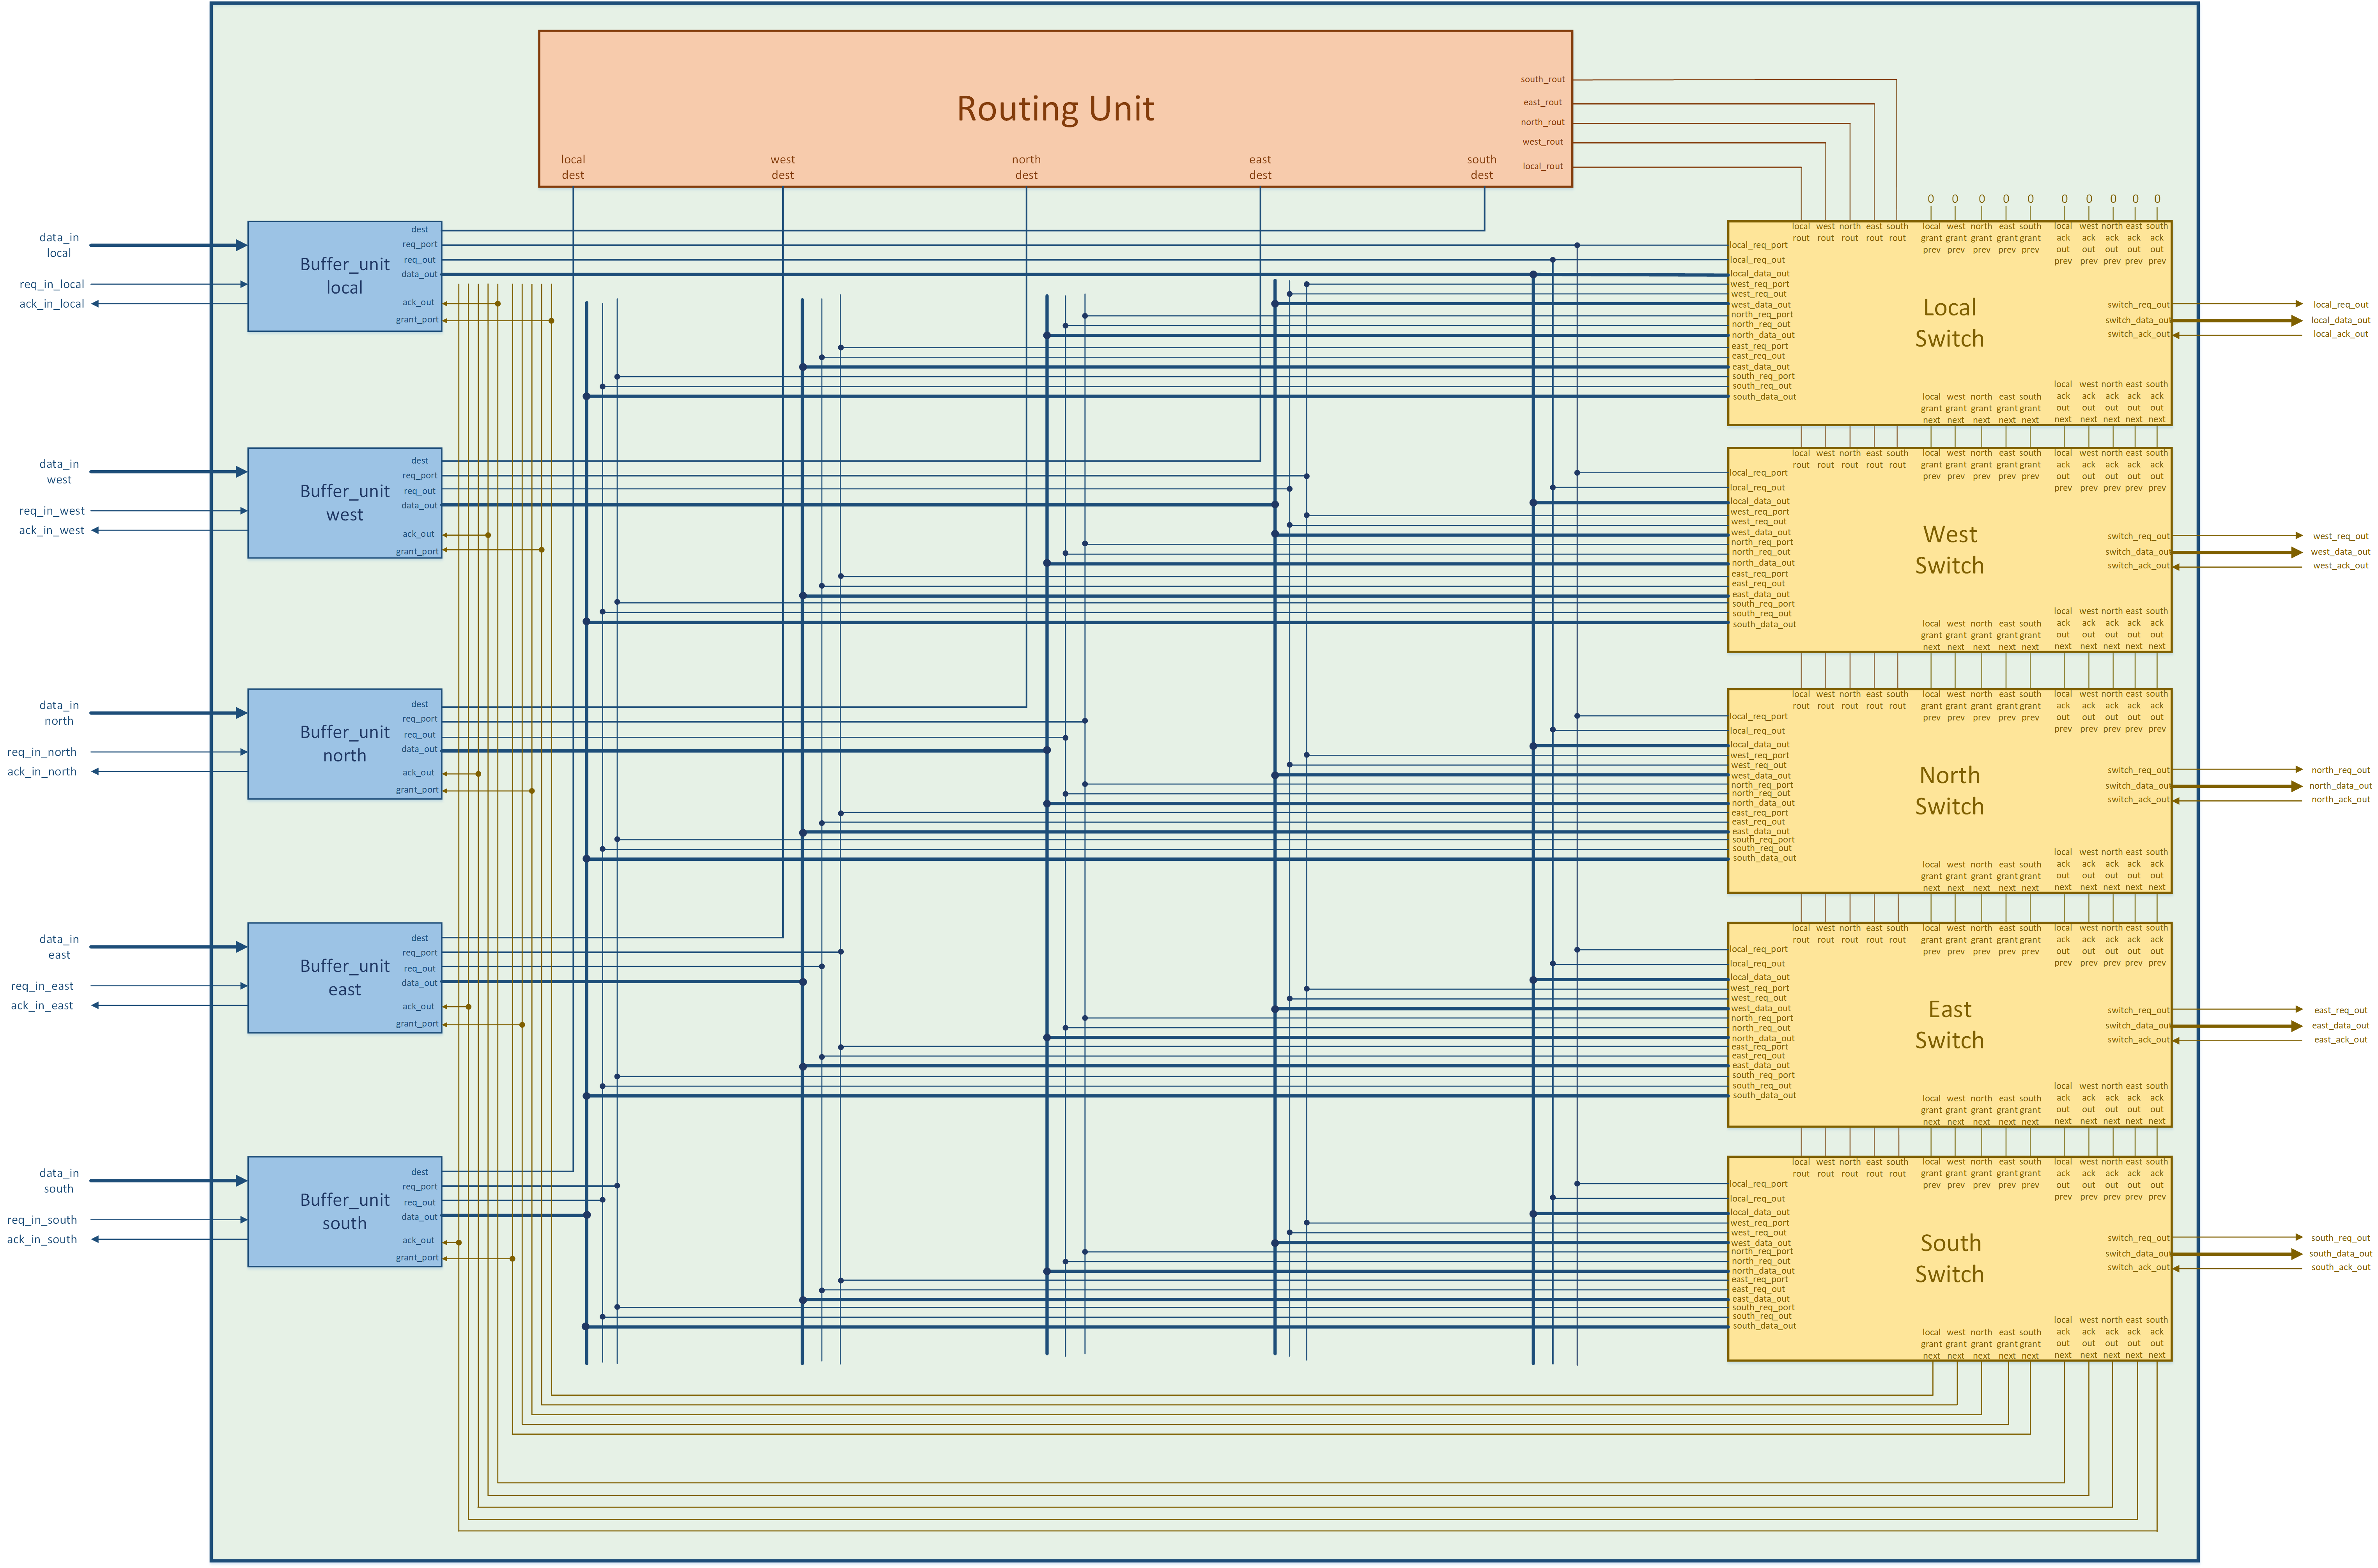 Routing Unit
south_rout
east_rout
north_rout
west_rout
local_rout
local west north east south
dest dest dest dest dest
data_in
local
req_in_local
ack_in_local
Buffer_unit
local
dest
req_port
req_out
data_out
ack_out
grant_port
data_in
west
req_in_west
ack_in_west
Buffer_unit
west
dest
req_port
req_out
data_out
ack_out
grant_port
data_in
north
req_in_north
ack_in_north
Buffer_unit
north
dest
req_port
req_out
data_out
ack_out
grant_port
data_in
east
req_in_east
ack_in_east
Buffer_unit
east
dest
req_port
req_out
data_out
ack_out
grant_port
data_in
south
req_in_south
ack_in_south
Buffer_unit
south
dest
req_port
req_out
data_out
ack_out
grant_port
0 0 0 0 0 0 0 0 0 0
local west north east south local west north east south local west north east south
rout rout rout rout rout grant grant grant grant grant ack ack ack ack ack
prev prev prev prev prev out out out out out
prev prev prev prev prev
local_req_port
local_req_out
local_data_out
west_req_port
west_req_out
west_data_out
north_req_port
north_req_out
north_data_out
east_req_port
east_req_out
east_data_out
south_req_port
south_req_out
south_data_out
Local
Switch
switch_req_out
switch_data_out
switch_ack_out
local_req_out
local_data_out
local_ack_out
local west north east south
local west north east south ack ack ack ack ack
grant grant grant grant grant out out out out out
next next next next next next next next next next
local west north east south local west north east south local west north east south
rout rout rout rout rout grant grant grant grant grant ack ack ack ack ack
prev prev prev prev prev out out out out out
prev prev prev prev prev
local_req_port
local_req_out
local_data_out
west_req_port
west_req_out
west_data_out
north_req_port
north_req_out
north_data_out
east_req_port
east_req_out
east_data_out
south_req_port
south_req_out
south_data_out
West
Switch
switch_req_out
switch_data_out
switch_ack_out
west_req_out
west_data_out
west_ack_out
local west north east south
local west north east south ack ack ack ack ack
grant grant grant grant grant out out out out out
next next next next next next next next next next
local west north east south local west north east south local west north east south
rout rout rout rout rout grant grant grant grant grant ack ack ack ack ack
prev prev prev prev prev out out out out out
prev prev prev prev prev
local_req_port
local_req_out
local_data_out
west_req_port
west_req_out
west_data_out
north_req_port
north_req_out
north_data_out
east_req_port
east_req_out
east_data_out
south_req_port
south_req_out
south_data_out
North
Switch
switch_req_out
switch_data_out
switch_ack_out
north_req_out
north_data_out
north_ack_out
local west north east south
local west north east south ack ack ack ack ack
grant grant grant grant grant out out out out out
next next next next next next next next next next
local west north east south local west north east south local west north east south
rout rout rout rout rout grant grant grant grant grant ack ack ack ack ack
prev prev prev prev prev out out out out out
prev prev prev prev prev
local_req_port
local_req_out
local_data_out
west_req_port
west_req_out
west_data_out
north_req_port
north_req_out
north_data_out
east_req_port
east_req_out
east_data_out
south_req_port
south_req_out
south_data_out
East
Switch
switch_req_out
switch_data_out
switch_ack_out
east_req_out
east_data_out
east_ack_out
local west north east south
local west north east south ack ack ack ack ack
grant grant grant grant grant out out out out out
next next next next next next next next next next
local west north east south local west north east south local west north east south
rout rout rout rout rout grant grant grant grant grant ack ack ack ack ack
prev prev prev prev prev out out out out out
prev prev prev prev prev
local_req_port
local_req_out
local_data_out
west_req_port
west_req_out
west_data_out
north_req_port
north_req_out
north_data_out
east_req_port
east_req_out
east_data_out
south_req_port
south_req_out
south_data_out
South
Switch
switch_req_out
switch_data_out
switch_ack_out
south_req_out
south_data_out
south_ack_out
local west north east south
local west north east south ack ack ack ack ack
grant grant grant grant grant out out out out out
next next next next next next next next next next